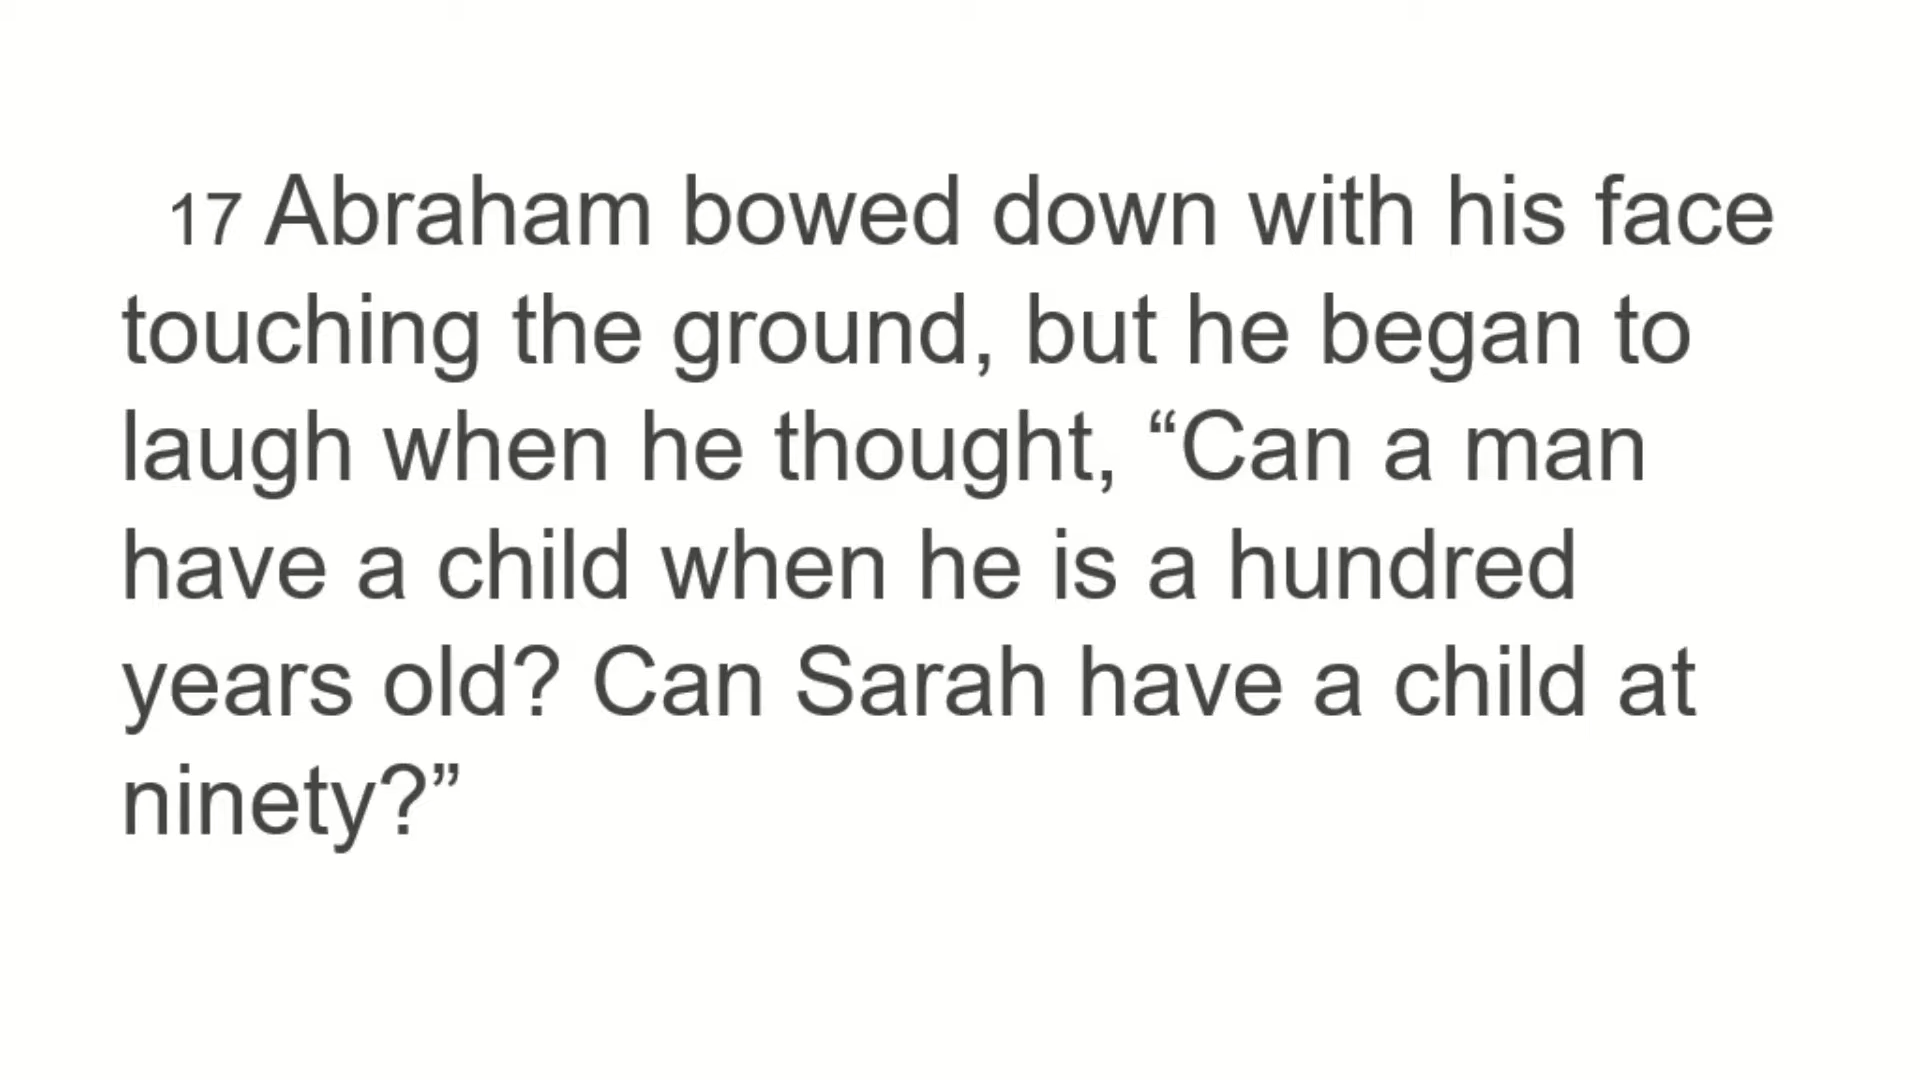 17 Abraham bowed down with his face
touching the ground, but he began to
laugh when he thought, “Can a man
have a child when he is a hundred
years old? Can Sarah have a child at
ninety?”